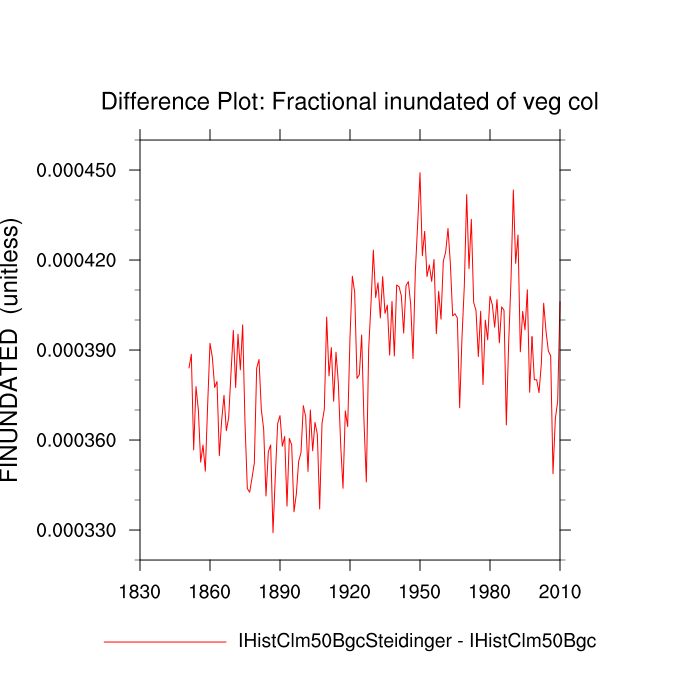 Difference Plot: Fractional inundated of veg col
FINUNDATED (unitless)
0.000450
0.000420
0.000390
0.000360
0.000330
1830 1860 1890 1920 1950 1980 2010
IHistClm50BgcSteidinger - IHistClm50Bgc